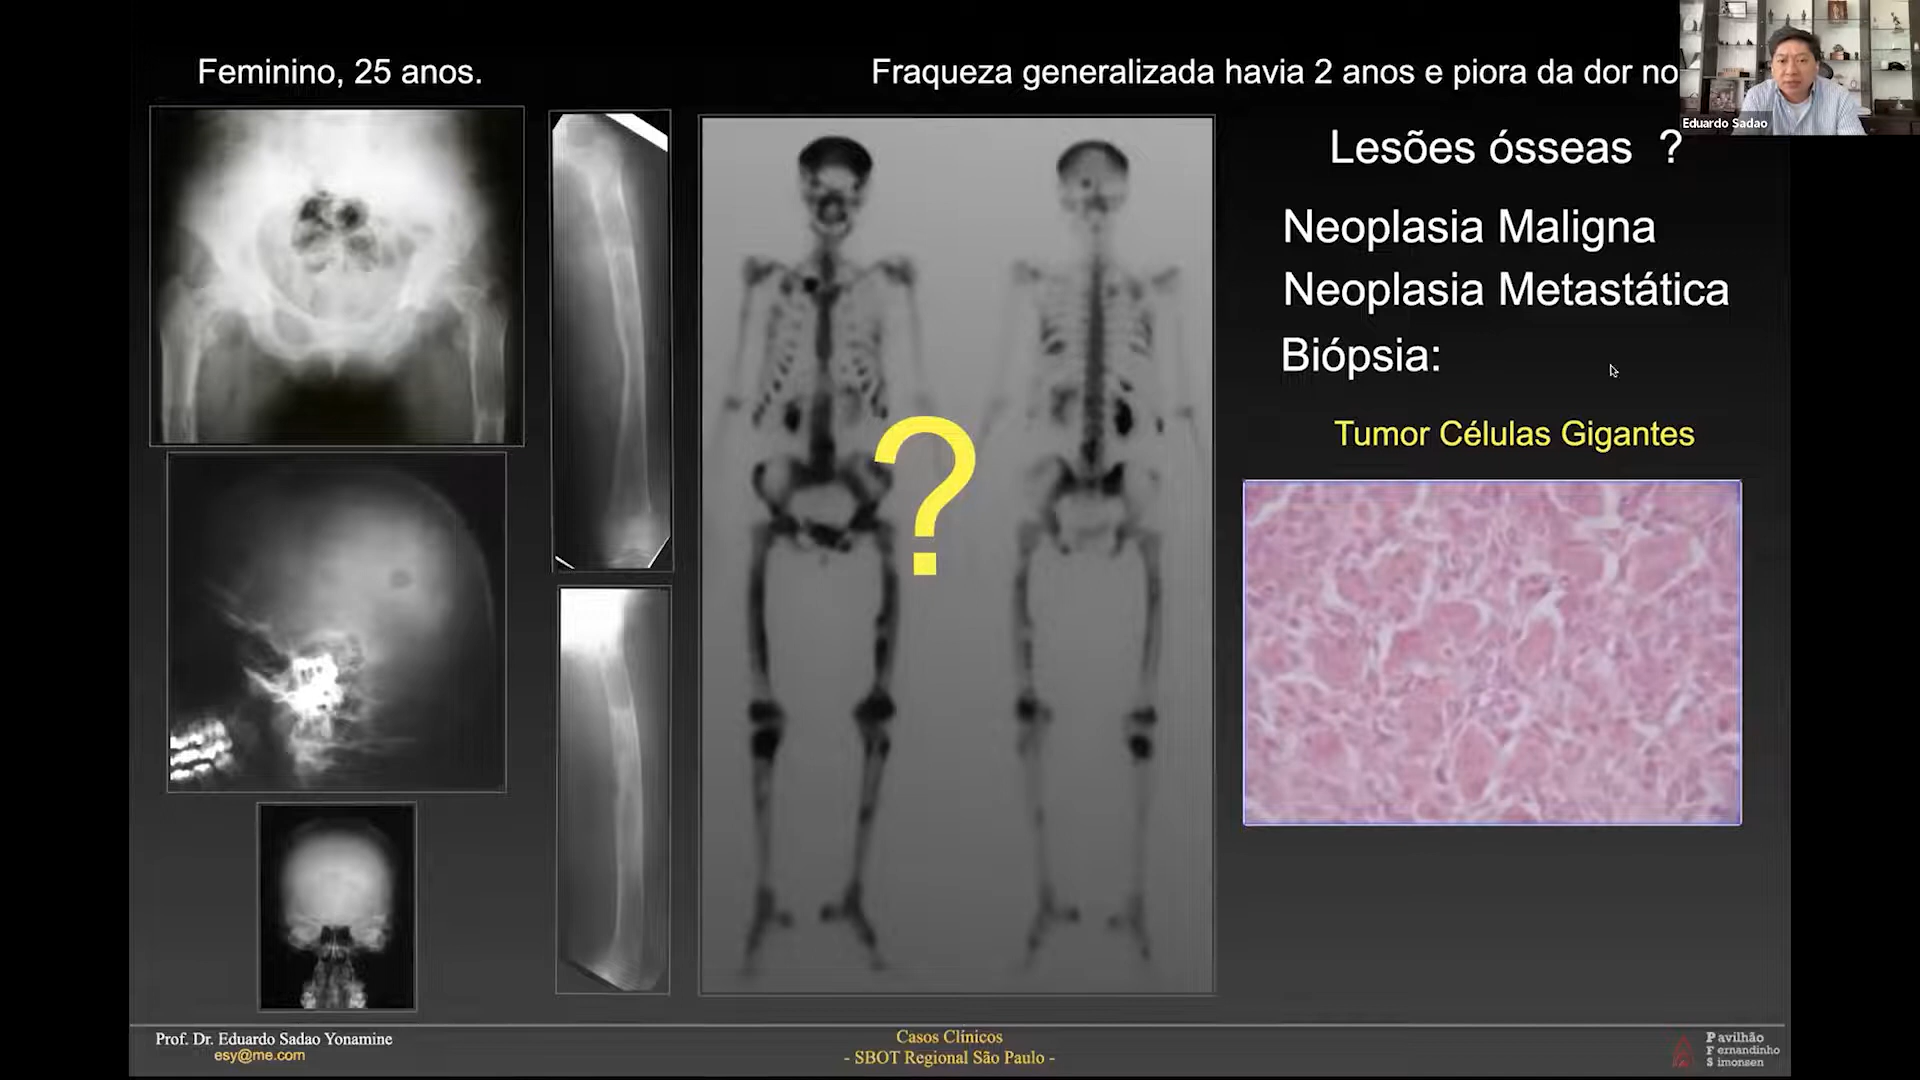 Feminino, 25 anos.
Fraqueza generalizada havia 2 anos e piora da dor no
Eduardo Sadao
Lesões ósseas ?
Neoplasia Maligna
Neoplasia Metastática
Biópsia:
Tumor Células Gigantes
?
Prof. Dr. Eduardo Sadao Yonamine
esy@me.com
Casos Clínicos
- SBOT Regional São Paulo -
Pavilhão
Fernandinho
Simonsen